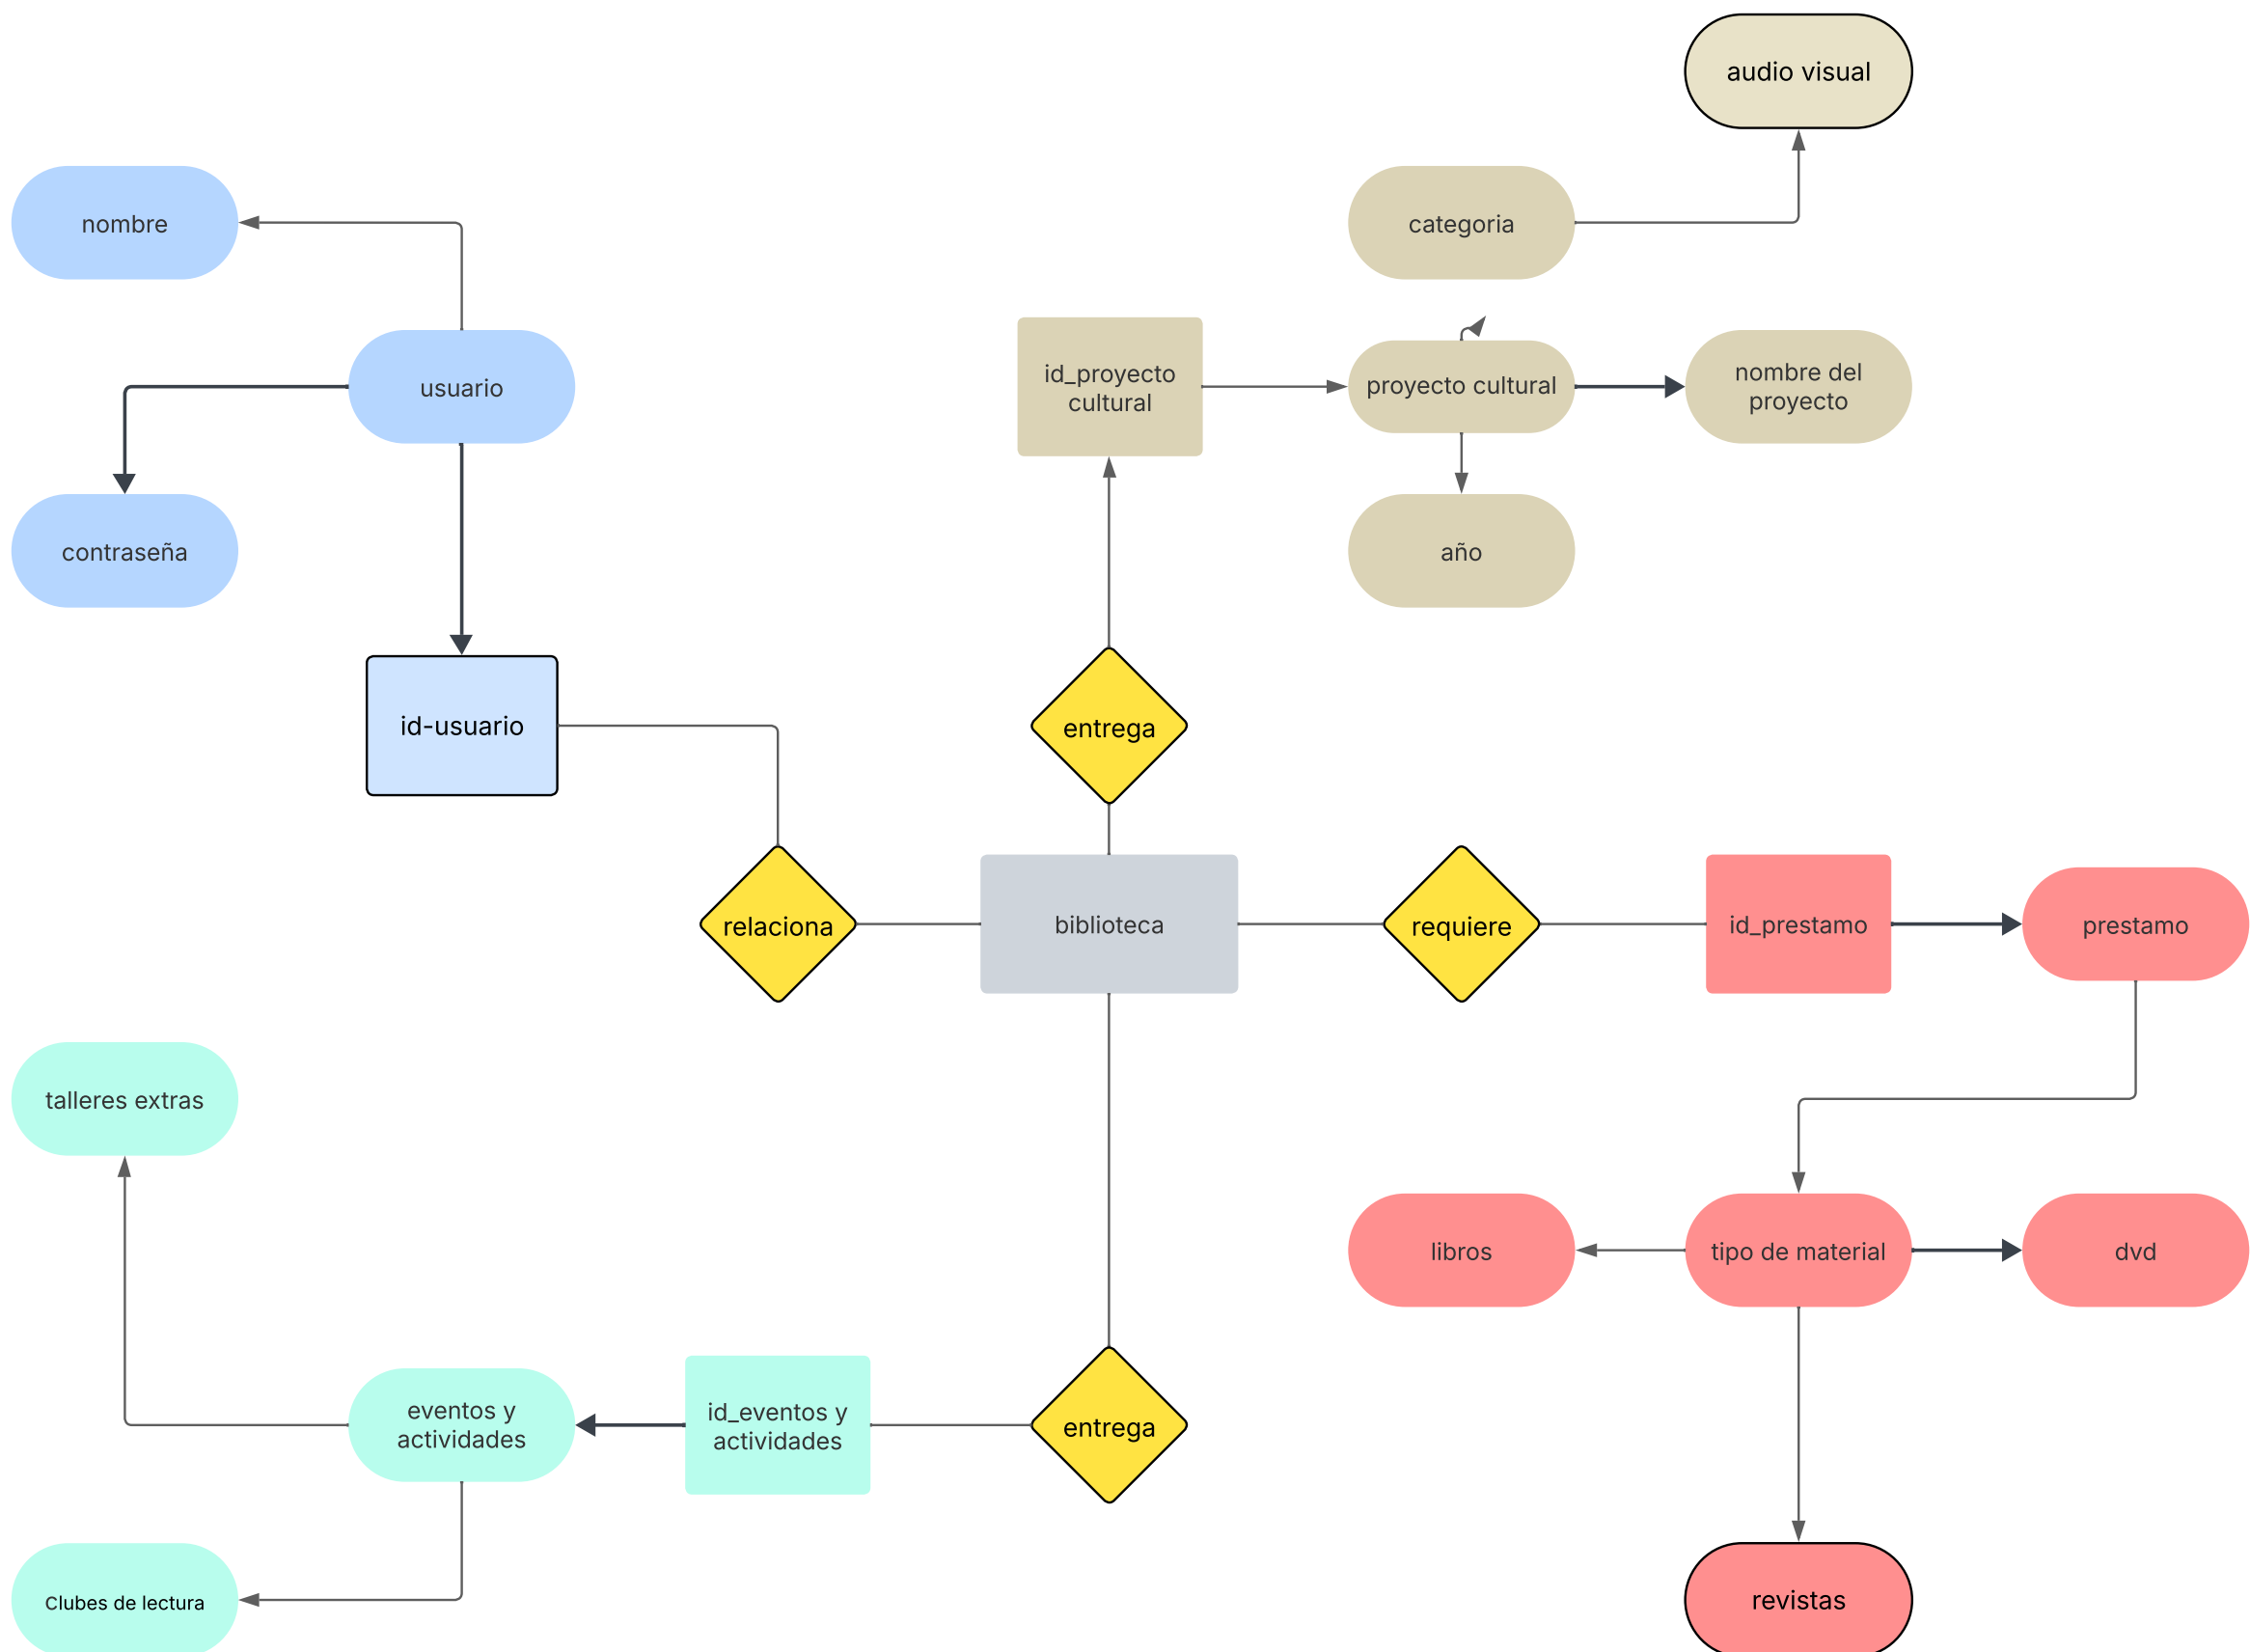 audio visual
nombre
categoria
usuario
id_proyecto
cultural
proyecto cultural
nombre del
proyecto
contraseña
año
id-usuario
entrega
relaciona
biblioteca
requiere
id_prestamo
prestamo
talleres extras
libros
tipo de material
dvd
eventos y
actividades
id_eventos y
actividades
entrega
Clubes de lectura
revistas